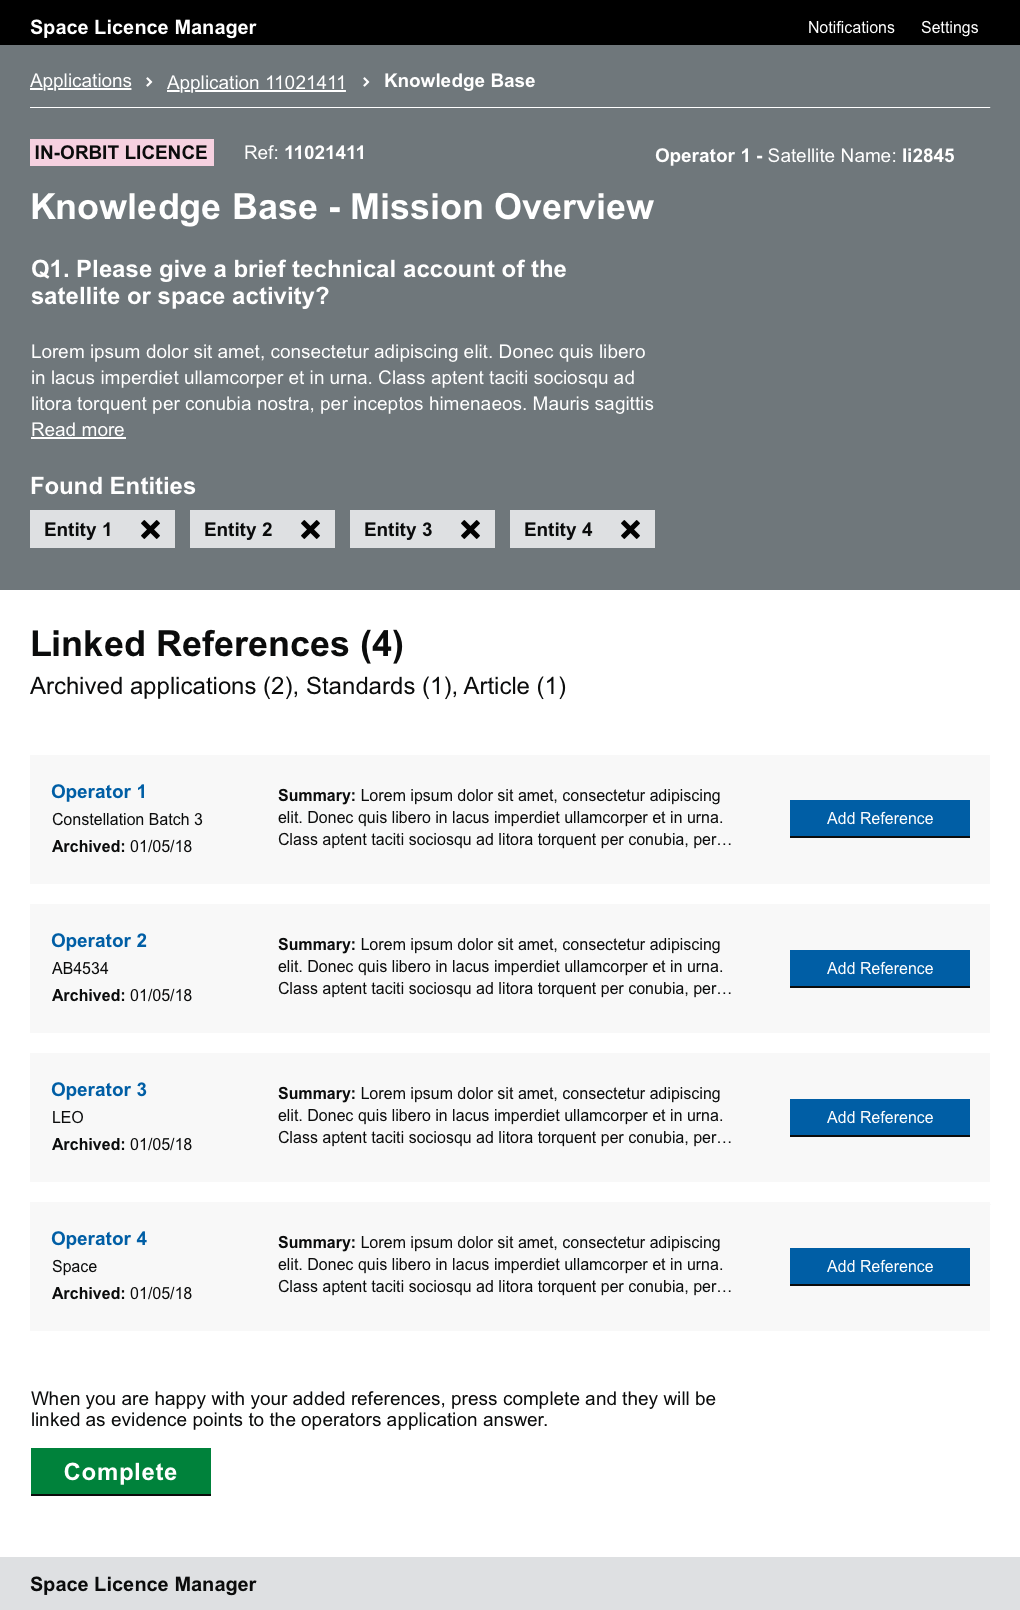 Space Licence Manager
Notifications Settings
Applications › Application 11021411 › Knowledge Base
IN-ORBIT LICENCE Ref: 11021411
Operator 1 - Satellite Name: li2845
Knowledge Base - Mission Overview
Q1. Please give a brief technical account of the
satellite or space activity?
Lorem ipsum dolor sit amet, consectetur adipiscing elit. Donec quis libero
in lacus imperdiet ullamcorper et in urna. Class aptent taciti sociosqu ad
litora torquent per conubia nostra, per inceptos himenaeos. Mauris sagittis
Read more
Found Entities
Entity 1 Entity 2 Entity 3 Entity 4
Linked References (4)
Archived applications (2), Standards (1), Article (1)
Operator 1
Constellation Batch 3
Archived: 01/05/18
Summary: Lorem ipsum dolor sit amet, consectetur adipiscing
elit. Donec quis libero in lacus imperdiet ullamcorper et in urna.
Class aptent taciti sociosqu ad litora torquent per conubia, per…
Add Reference
Operator 2
AB4534
Archived: 01/05/18
Summary: Lorem ipsum dolor sit amet, consectetur adipiscing
elit. Donec quis libero in lacus imperdiet ullamcorper et in urna.
Class aptent taciti sociosqu ad litora torquent per conubia, per…
Add Reference
Operator 3
LEO
Archived: 01/05/18
Summary: Lorem ipsum dolor sit amet, consectetur adipiscing
elit. Donec quis libero in lacus imperdiet ullamcorper et in urna.
Class aptent taciti sociosqu ad litora torquent per conubia, per…
Add Reference
Operator 4
Space
Archived: 01/05/18
Summary: Lorem ipsum dolor sit amet, consectetur adipiscing
elit. Donec quis libero in lacus imperdiet ullamcorper et in urna.
Class aptent taciti sociosqu ad litora torquent per conubia, per…
Add Reference
When you are happy with your added references, press complete and they will be
linked as evidence points to the operators application answer.
Complete
Space Licence Manager